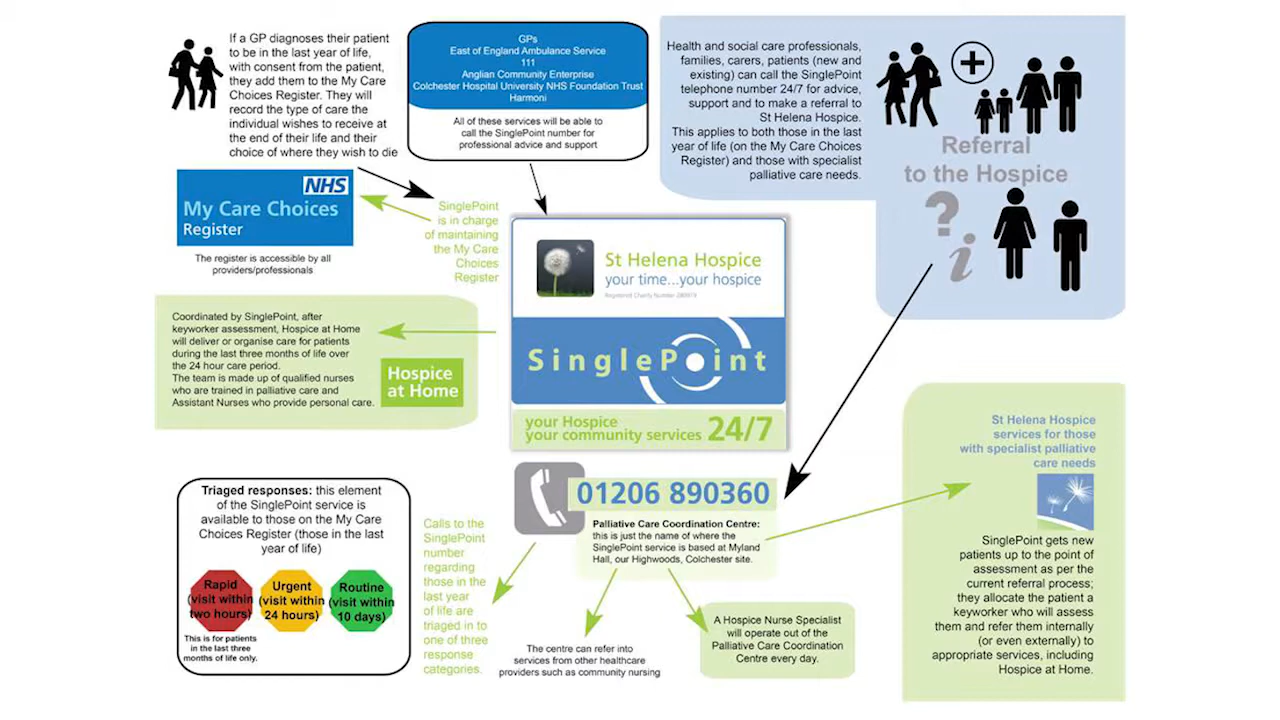 If a GP diagnoses their patient
to be in the last year of life,
with consent from the patient,
they add them to the My Care
Choices Register. They will
record the type of care the
individual wishes to receive at
the end of their life and their
choice of where they wish to die
NHS
My Care Choices
Register
The register is accessible by all
providers/professionals
GPs
East of England Ambulance Service
111
Anglian Community Enterprise
Colchester Hospital University NHS Foundation Trust
Harmoni
All of these services will be able to
call the SinglePoint number for
professional advice and support
Health and social care professionals,
families, carers, patients (new and
existing) can call the SinglePoint
telephone number 24/7 for advice,
support and to make a referral to
St Helena Hospice.
This applies to both those in the last
year of life (on the My Care Choices
Register) and those with specialist
palliative care needs.
Referral
to the Hospice
? i
SinglePoint
is in charge
of maintaining
the My Care
Choices
Register
St Helena Hospice
your time...your hospice
SinglePoint
your Hospice
your community services 24/7
Coordinated by SinglePoint, after
keyworker assessment, Hospice at Home
will deliver or organise care for patients
during the last three months of life over
the 24 hour care period.
The team is made up of qualified nurses
who are trained in palliative care and
Assistant Nurses who provide personal care.
Hospice
at Home
01206 890360
Palliative Care Coordination Centre:
this is just the name of where the
SinglePoint service is based at Myland
Hall, our Highwoods, Colchester site.
Triaged responses: this element
of the SinglePoint service is
available to those on the My Care
Choices Register (those in the last
year of life)
Rapid
(visit within
two hours)
Urgent
(visit within
24 hours)
Routine
(visit within
10 days)
This is for patients
in the last three
months of life only.
Calls to the
SinglePoint
number
regarding
those in the
last year
of life are
triaged in to
one of three
response
categories.
The centre can refer into
services from other healthcare
providers such as community nursing
A Hospice Nurse Specialist
will operate out of the
Palliative Care Coordination
Centre every day.
St Helena Hospice
services for those
with specialist palliative
care needs
SinglePoint gets new
patients up to the point of
assessment as per the
current referral process;
they allocate the patient a
keyworker who will assess
them and refer them internally
(or even externally) to
appropriate services, including
Hospice at Home.